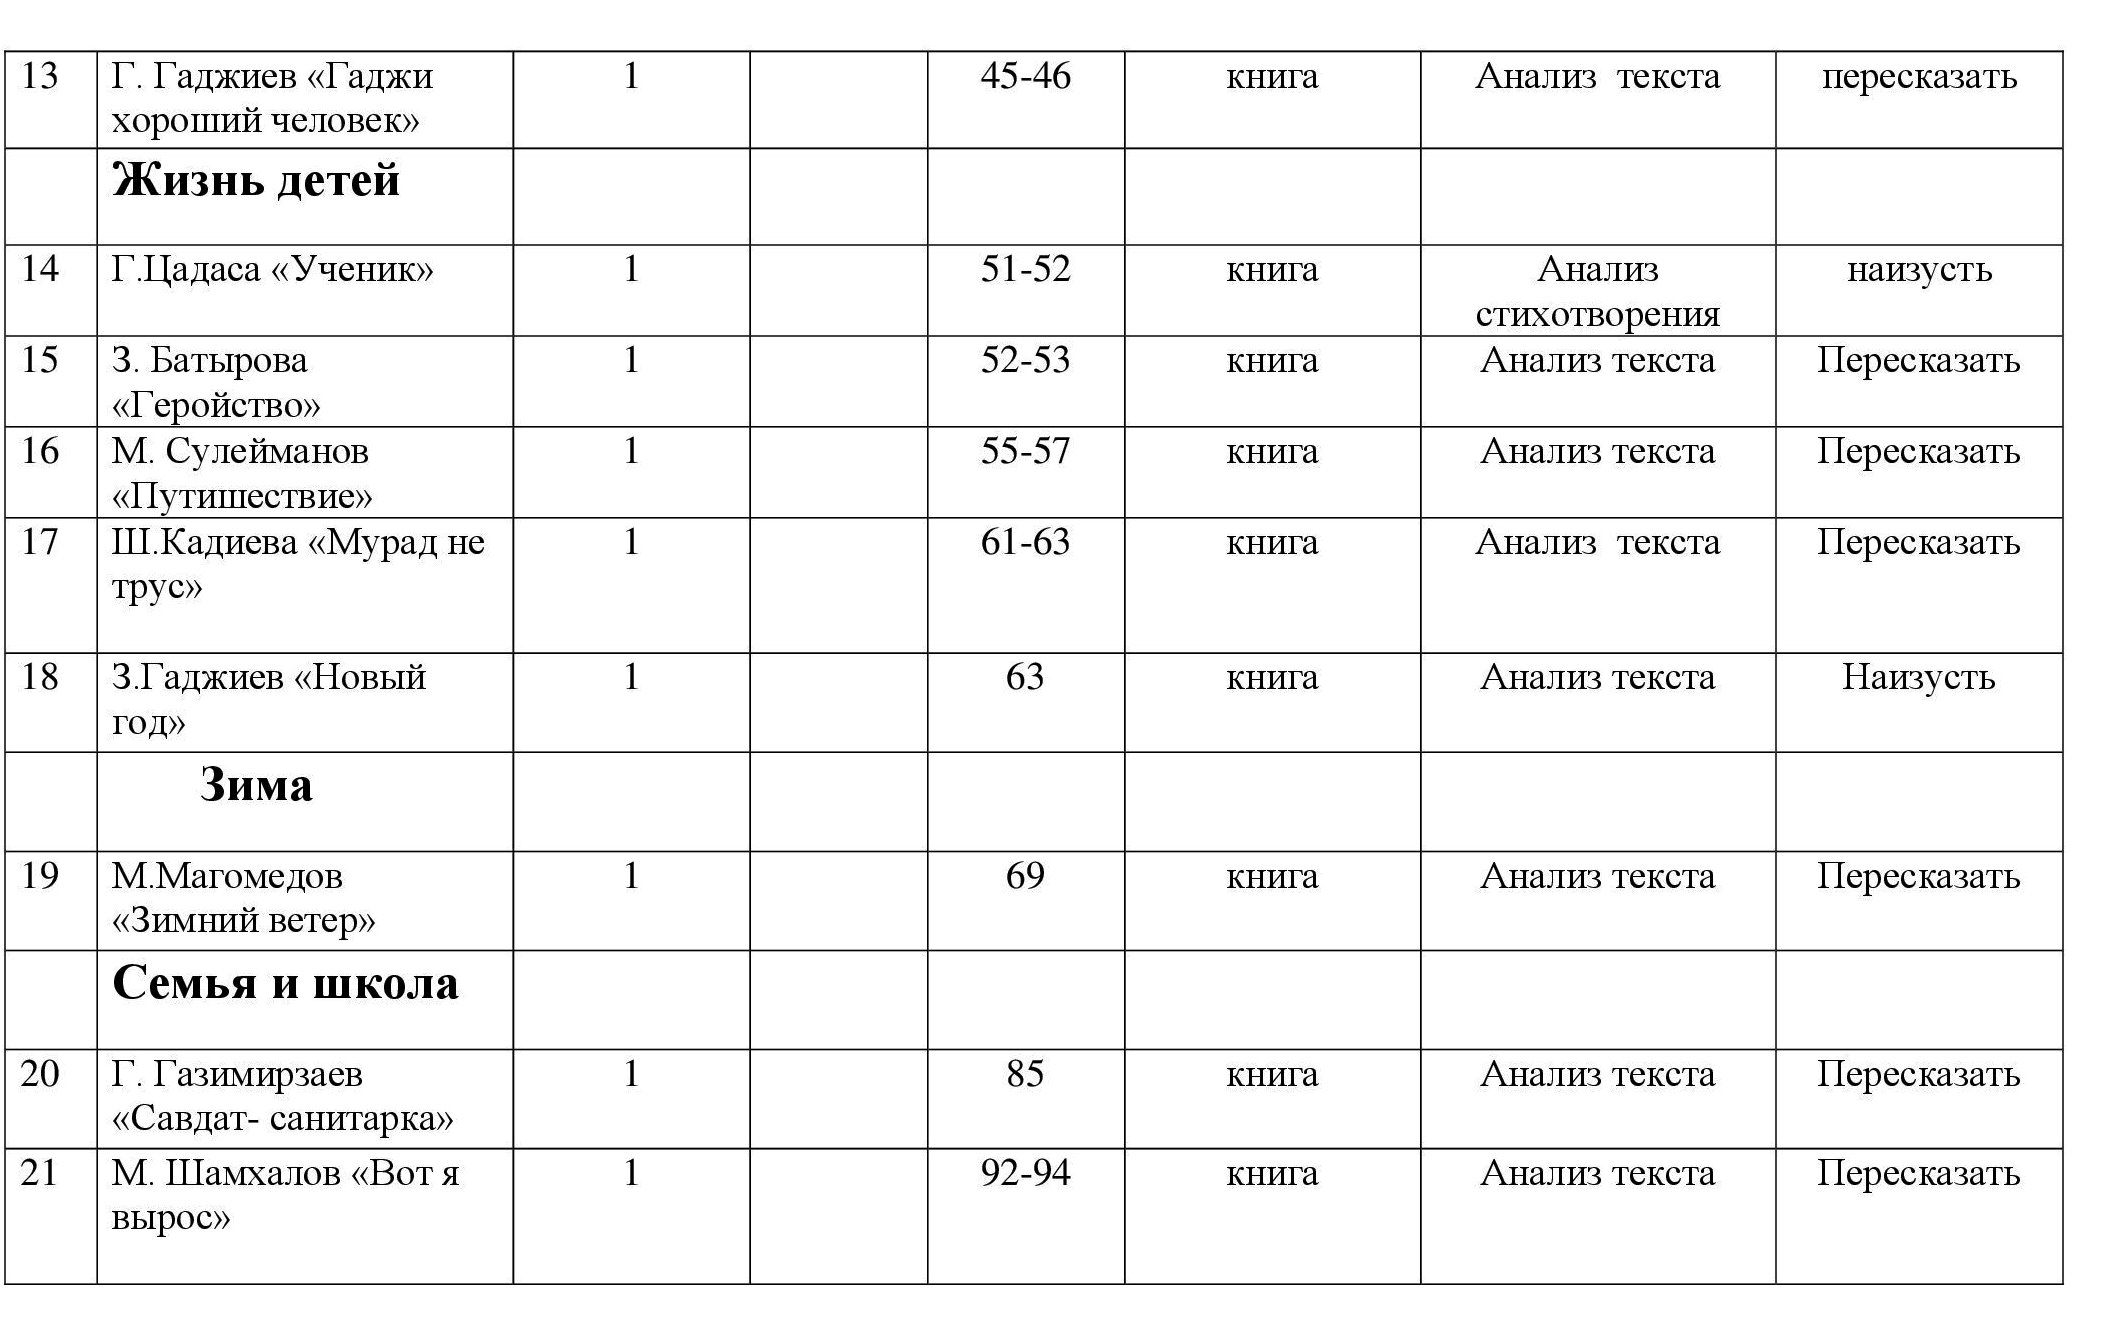 13 Г. Гаджиев «Гаджи 1 45-46 книга Анализ  текста пересказать
хороший человек»
Жизнь детей
14 Г.Цадаса «Ученик» 1 51-52 книга Анализ наизусть
стихотворения
15 З. Батырова 1 52-53 книга Анализ текста Пересказать
«Геройство»
16 М. Сулейманов 1 55-57 книга Анализ текста Пересказать
«Путишествие»
17 Ш.Кадиева «Мурад не 1 61-63 книга Анализ  текста Пересказать
трус»
18 З.Гаджиев «Новый 1 63 книга Анализ текста Наизусть
год»
Зима
19 М.Магомедов 1 69 книга Анализ текста Пересказать
«Зимний ветер»
Семья и школа
20 Г. Газимирзаев 1 85 книга Анализ текста Пересказать
«Савдат- санитарка»
21 М. Шамхалов «Вот я 1 92-94 книга Анализ текста Пересказать
вырос»